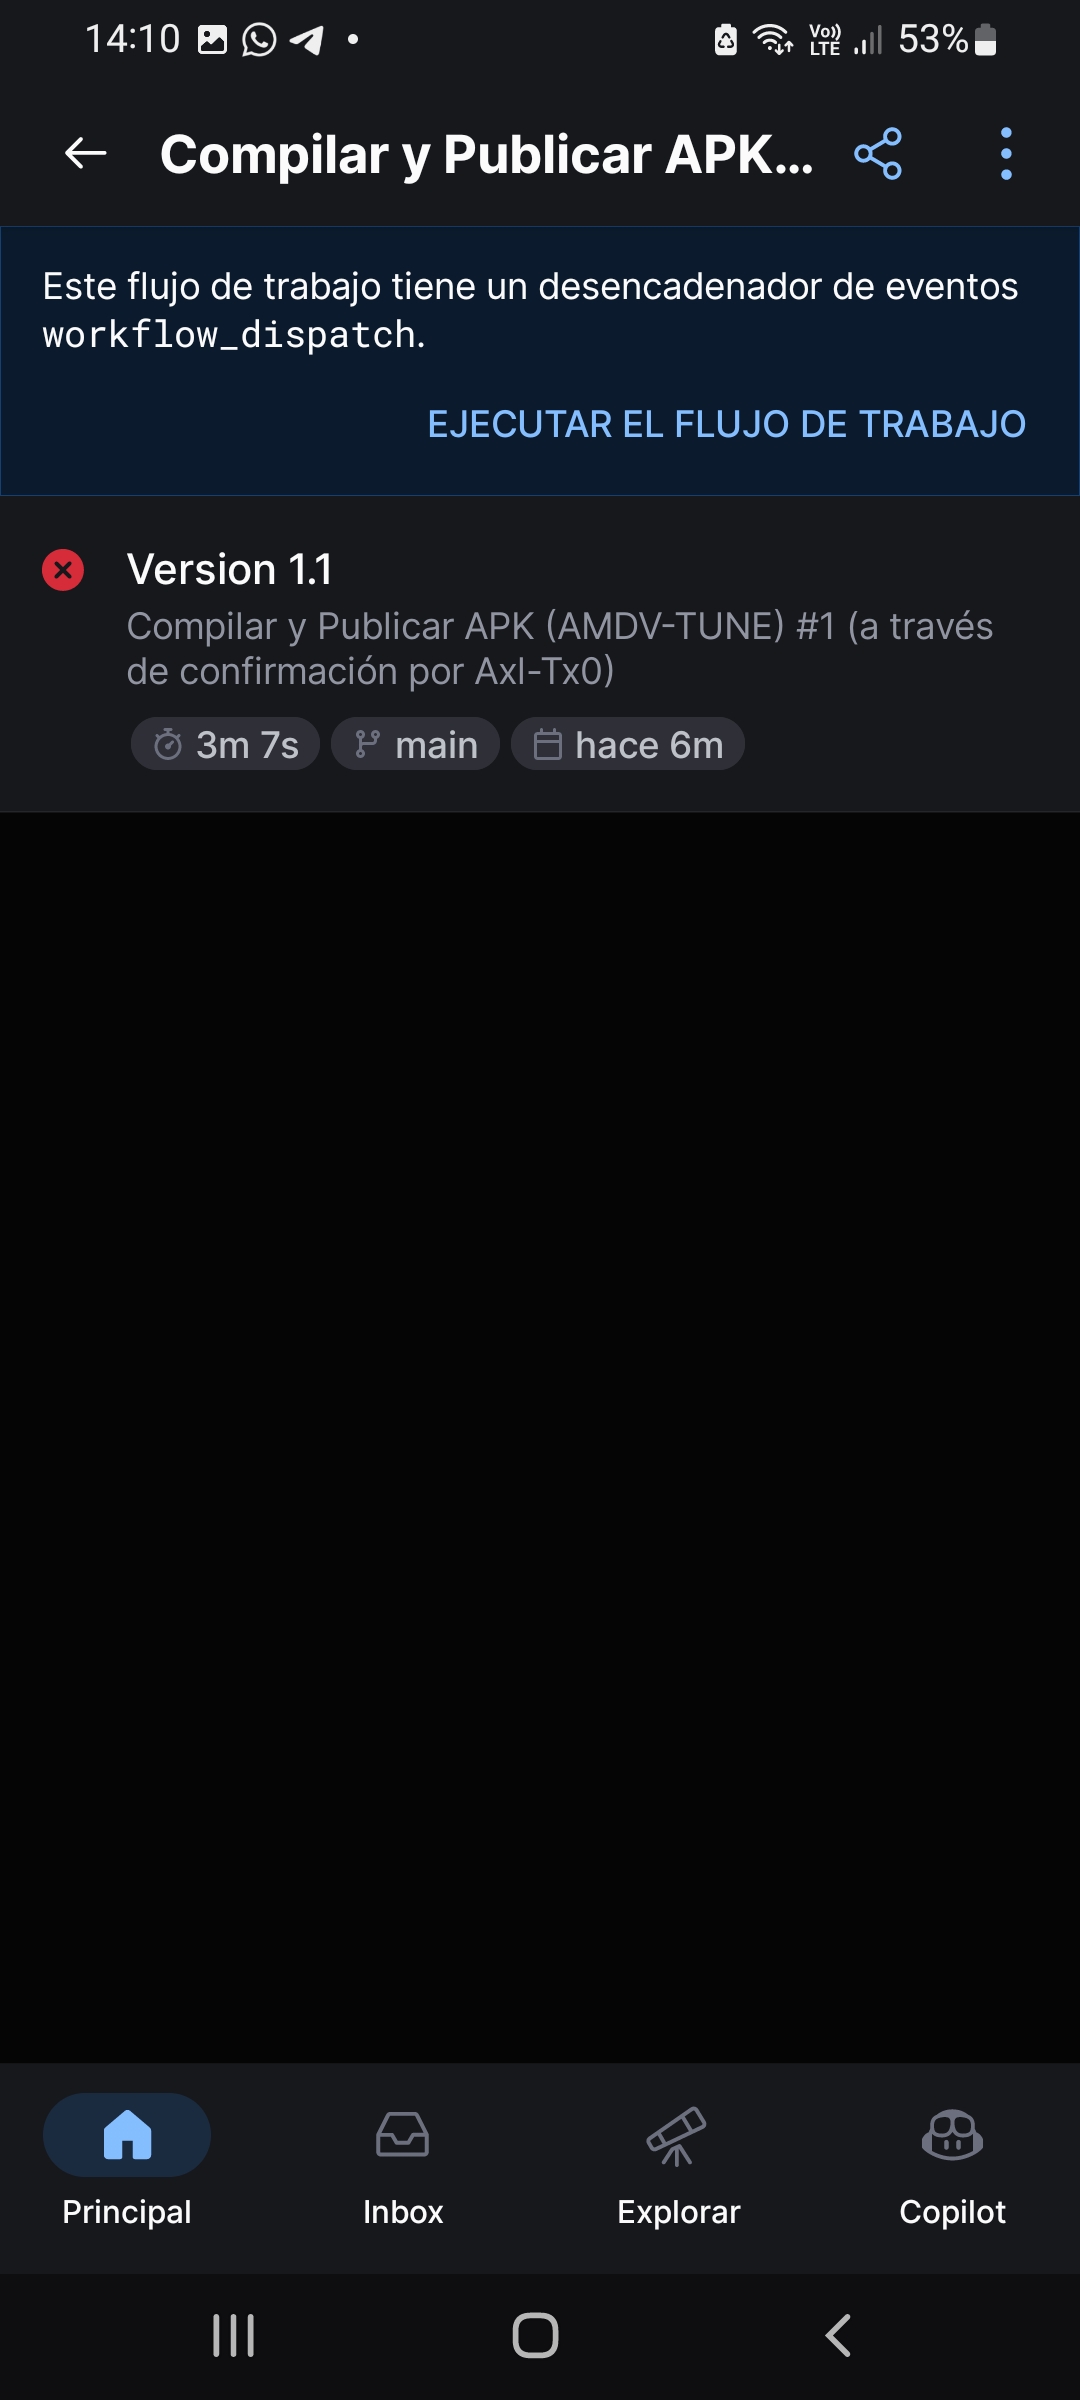 14:10
Vo)) LTE
53%
Compilar y Publicar APK...
Este flujo de trabajo tiene un desencadenador de eventos
workflow_dispatch.
EJECUTAR EL FLUJO DE TRABAJO
Version 1.1
Compilar y Publicar APK (AMDV-TUNE) #1 (a través
de confirmación por Axl-Tx0)
3m 7s
main
hace 6m
Principal
Inbox
Explorar
Copilot